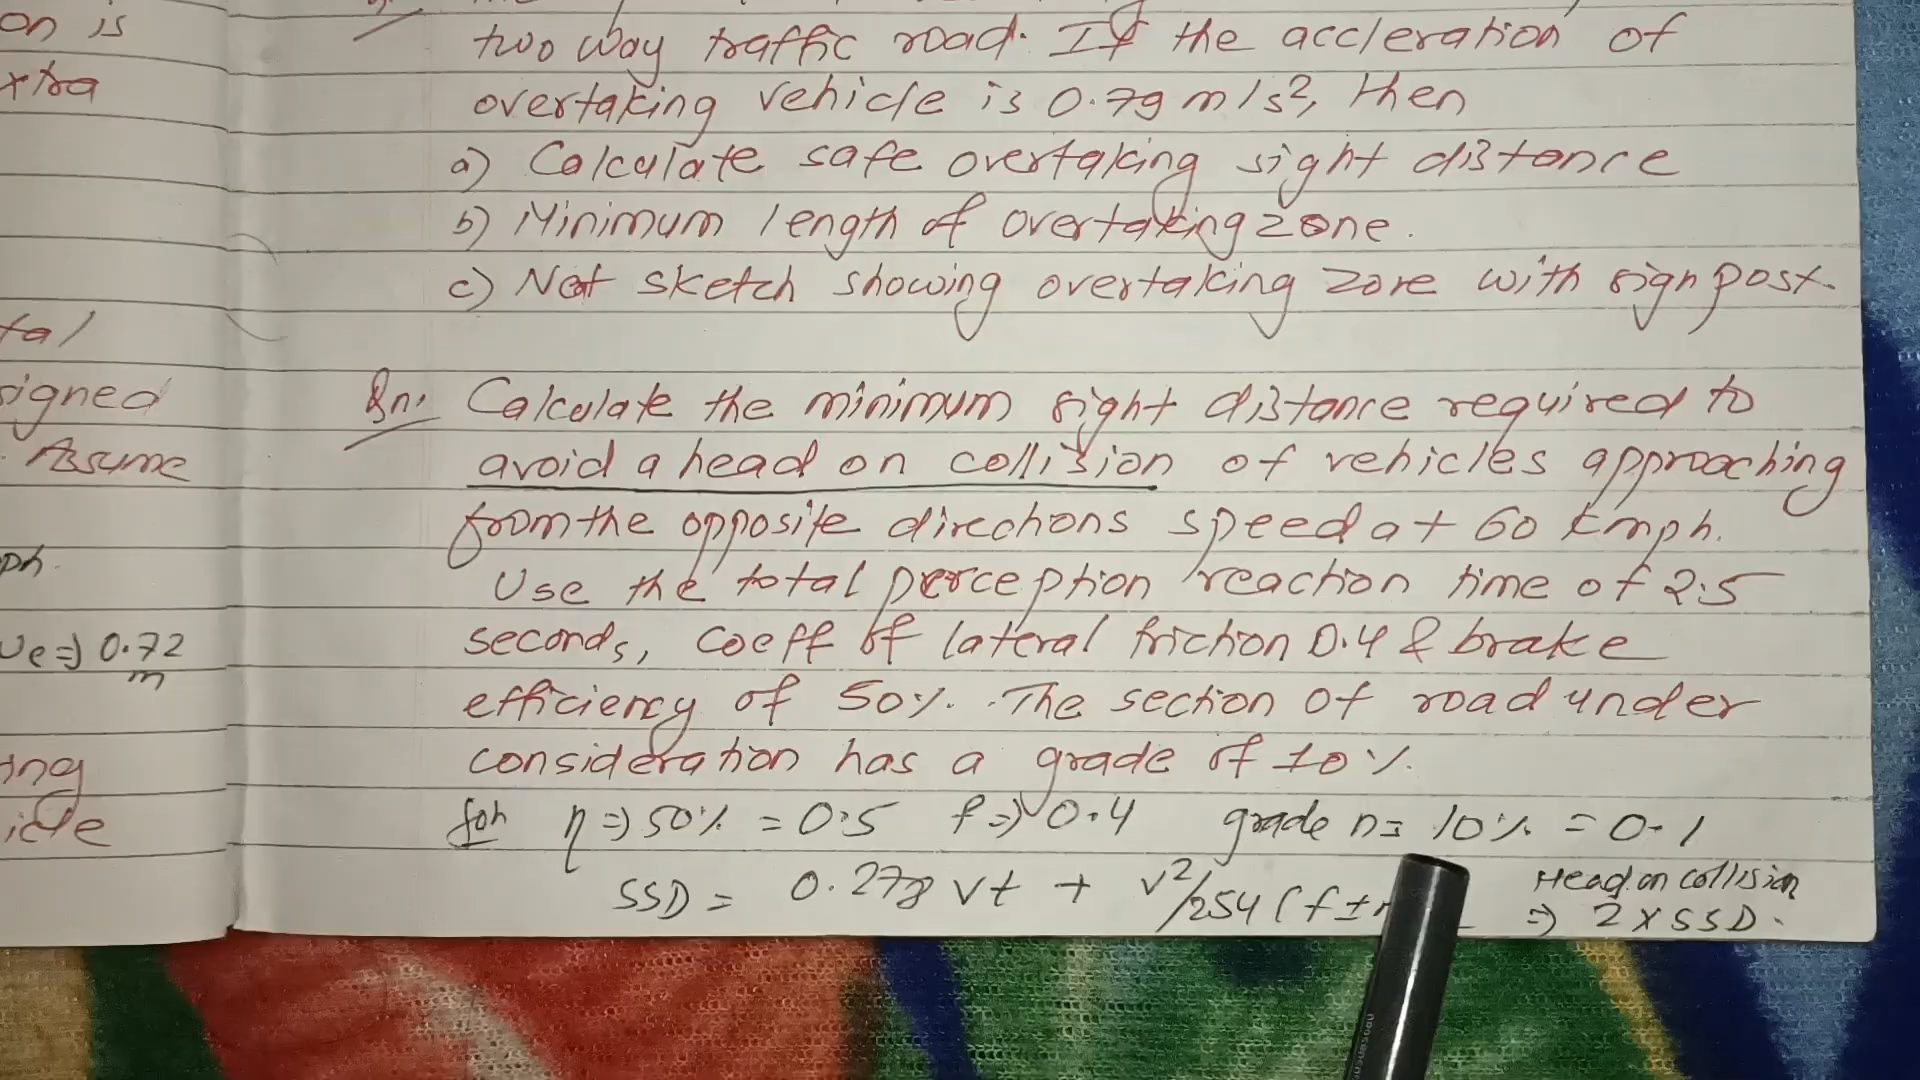 on is
xtra
tal
signed
Assume
ph.
0.72
m
ing
icle
two way traffic road. If the accleration of
overtaking vehicle is 0.79 m/s², then
a) Calculate safe overtaking sight distance
b) Minimum length of overtaking zone.
c) Neat sketch showing overtaking zone with sign post.
Qn. Calculate the minimum sight distance required to
avoid a head on collision of vehicles approaching
from the opposite directions speed at 60 kmph.
Use the total perception reaction time of 2.5
seconds, coeff of lateral friction 0.4 & brake
efficiency of 50%. The section of road under
consideration has a grade of 10%.
Soln η => 50% = 0.5 f => 0.4 grade n = 10% = 0.1
SSD = 0.278 vt + v²/254 (f ±
Head on collision
=> 2 x SSD.